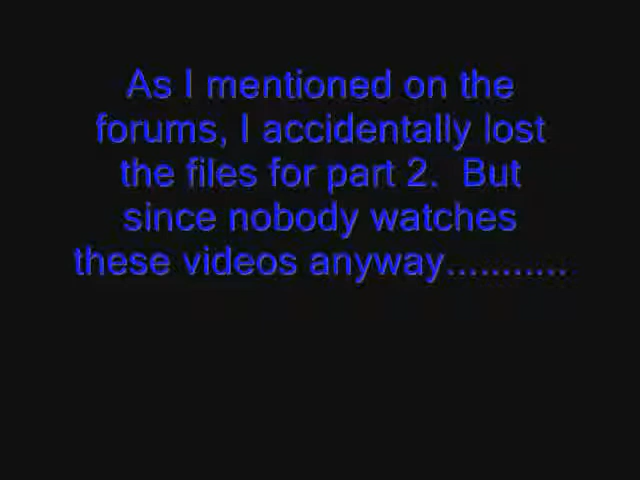 As I mentioned on the
forums, I accidentally lost
the files for part 2.  But
since nobody watches
these videos anyway...........